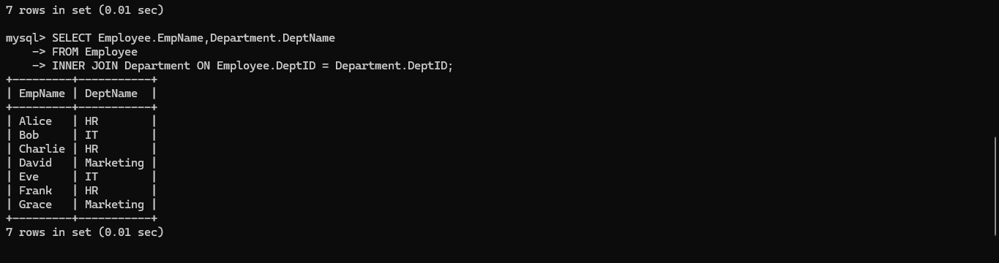 7 rows in set (0.01 sec)
mysql> SELECT Employee.EmpName,Department.DeptName
    -> FROM Employee
    -> INNER JOIN Department ON Employee.DeptID = Department.DeptID;
+---------+-----------+
| EmpName | DeptName  |
+---------+-----------+
| Alice   | HR        |
| Bob     | IT        |
| Charlie | HR        |
| David   | Marketing |
| Eve     | IT        |
| Frank   | HR        |
| Grace   | Marketing |
+---------+-----------+
7 rows in set (0.01 sec)